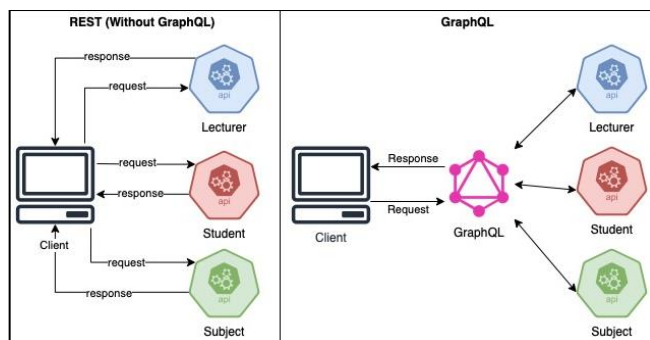 REST (Without GraphQL)
response
request
api
Lecturer
request
response
api
Student
Client
request
response
api
Subject
GraphQL
api
Lecturer
Response
Request
Client
GraphQL
api
Student
api
Subject